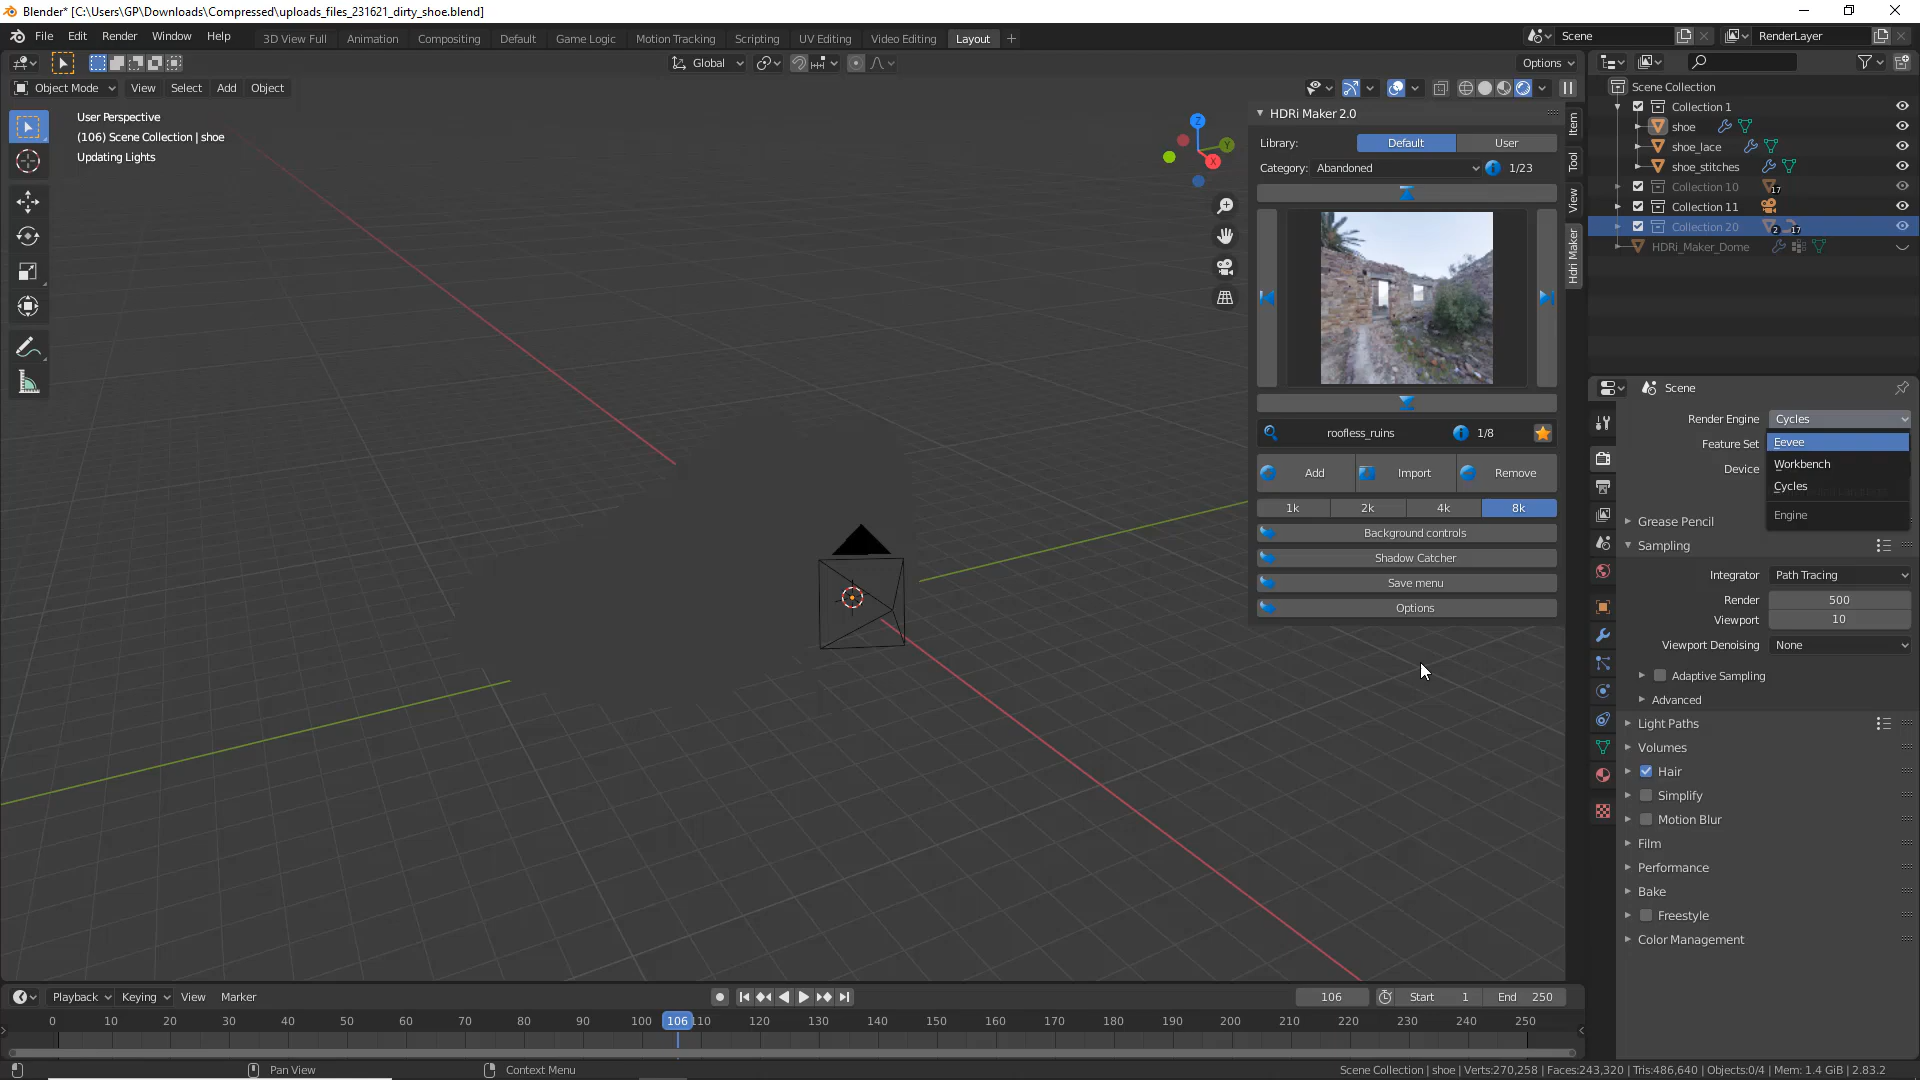 Blender* [C:\Users\GP\Downloads\Compressed\uploads_files_231621_dirty_shoe.blend]
File Edit Render Window Help 3D View Full Animation Compositing Default Game Logic Motion Tracking Scripting UV Editing Video Editing Layout Scene RenderLayer
Global Options
Object Mode View Select Add Object
User Perspective
(106) Scene Collection | shoe
Updating Lights
Z
Y
X
HDRi Maker 2.0
Library: Default User
Category: Abandoned 1/23
roofless_ruins 1/8
Add Import Remove
1k 2k 4k 8k
Background controls
Shadow Catcher
Save menu
Options
Item
Tool
View
Hdri Maker
Scene Collection
Collection 1
shoe
shoe_lace
shoe_stitches
Collection 10 17
Collection 11
Collection 20 2 17
HDRi_Maker_Dome
Scene
Render Engine Cycles
Feature Set Eevee
Workbench
Device
Cycles
Engine
Grease Pencil
Sampling
Integrator Path Tracing
Render 500
Viewport 10
Viewport Denoising None
Adaptive Sampling
Advanced
Light Paths
Volumes
Hair
Simplify
Motion Blur
Film
Performance
Bake
Freestyle
Color Management
Playback Keying View Marker 106 Start 1 End 250
0 10 20 30 40 50 60 70 80 90 100 106 110 120 130 140 150 160 170 180 190 200 210 220 230 240 250
Pan View Context Menu Scene Collection | shoe | Verts:270,258 | Faces:243,320 | Tris:486,640 | Objects:0/4 | Mem: 1.4 GiB | 2.83.2